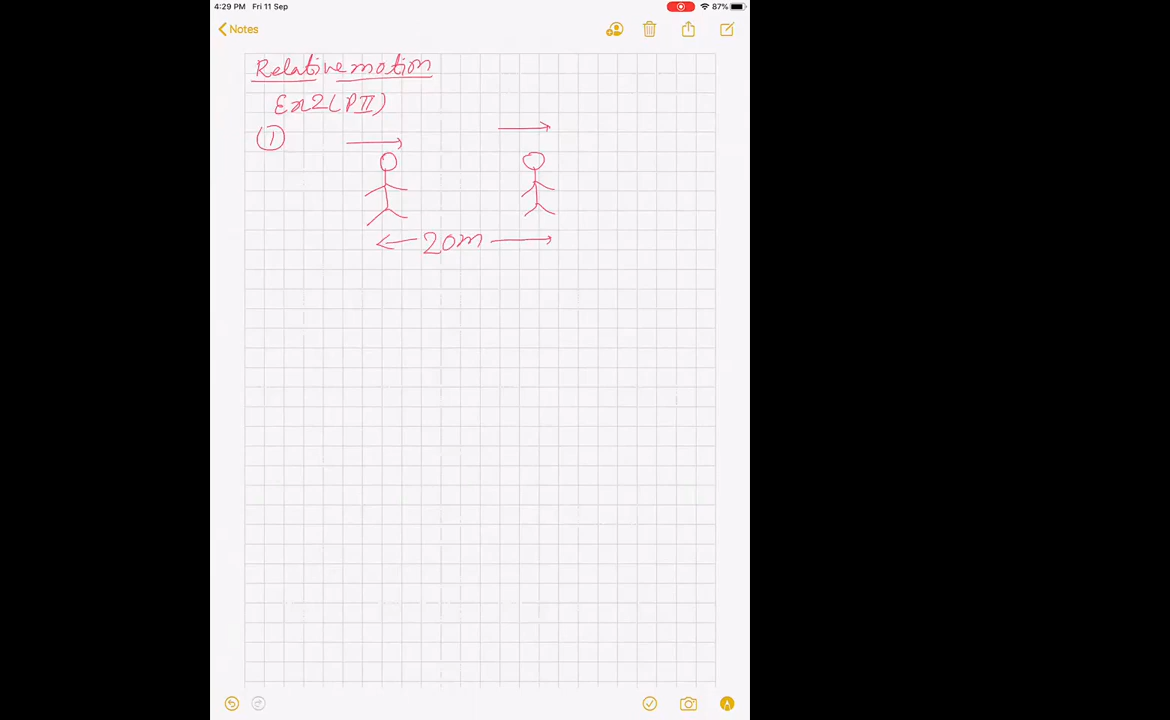 4:29 PM Fri 11 Sep
87%
Notes
Relative motion
Ex2(PII)
1
20m